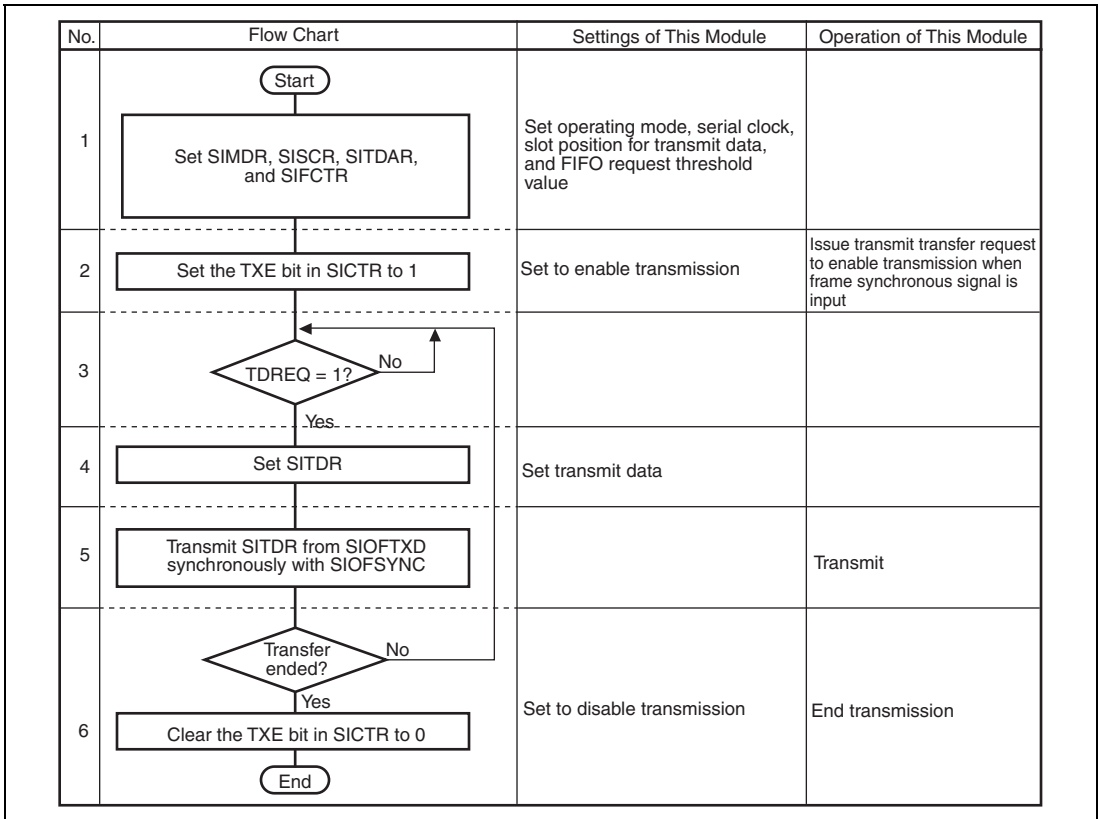 No.
Flow Chart
Settings of This Module
Operation of This Module
Start
1
Set SIMDR, SISCR, SITDAR,
and SIFCTR
Set operating mode, serial clock,
slot position for transmit data,
and FIFO request threshold
value
2
Set the TXE bit in SICTR to 1
Set to enable transmission
Issue transmit transfer request
to enable transmission when
frame synchronous signal is
input
3
TDREQ = 1?
No
Yes
4
Set SITDR
Set transmit data
5
Transmit SITDR from SIOFTXD
synchronously with SIOFSYNC
Transmit
Transfer
ended?
No
Yes
6
Clear the TXE bit in SICTR to 0
Set to disable transmission
End transmission
End